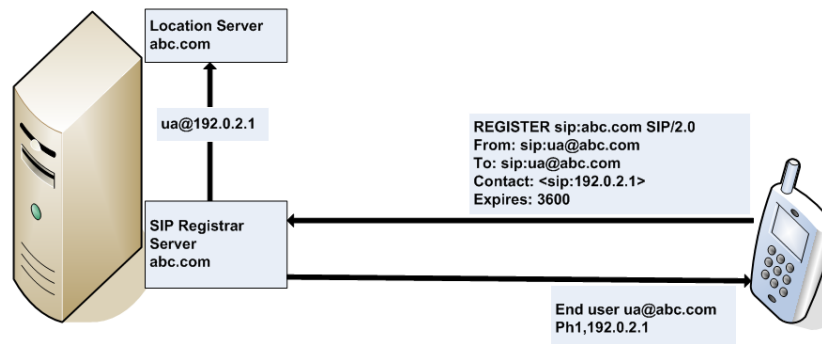 Location Server
abc.com
ua@192.0.2.1
REGISTER sip:abc.com SIP/2.0
From: sip:ua@abc.com
To: sip:ua@abc.com
Contact: <sip:192.0.2.1>
Expires: 3600
SIP Registrar
Server
abc.com
End user ua@abc.com
Ph1,192.0.2.1